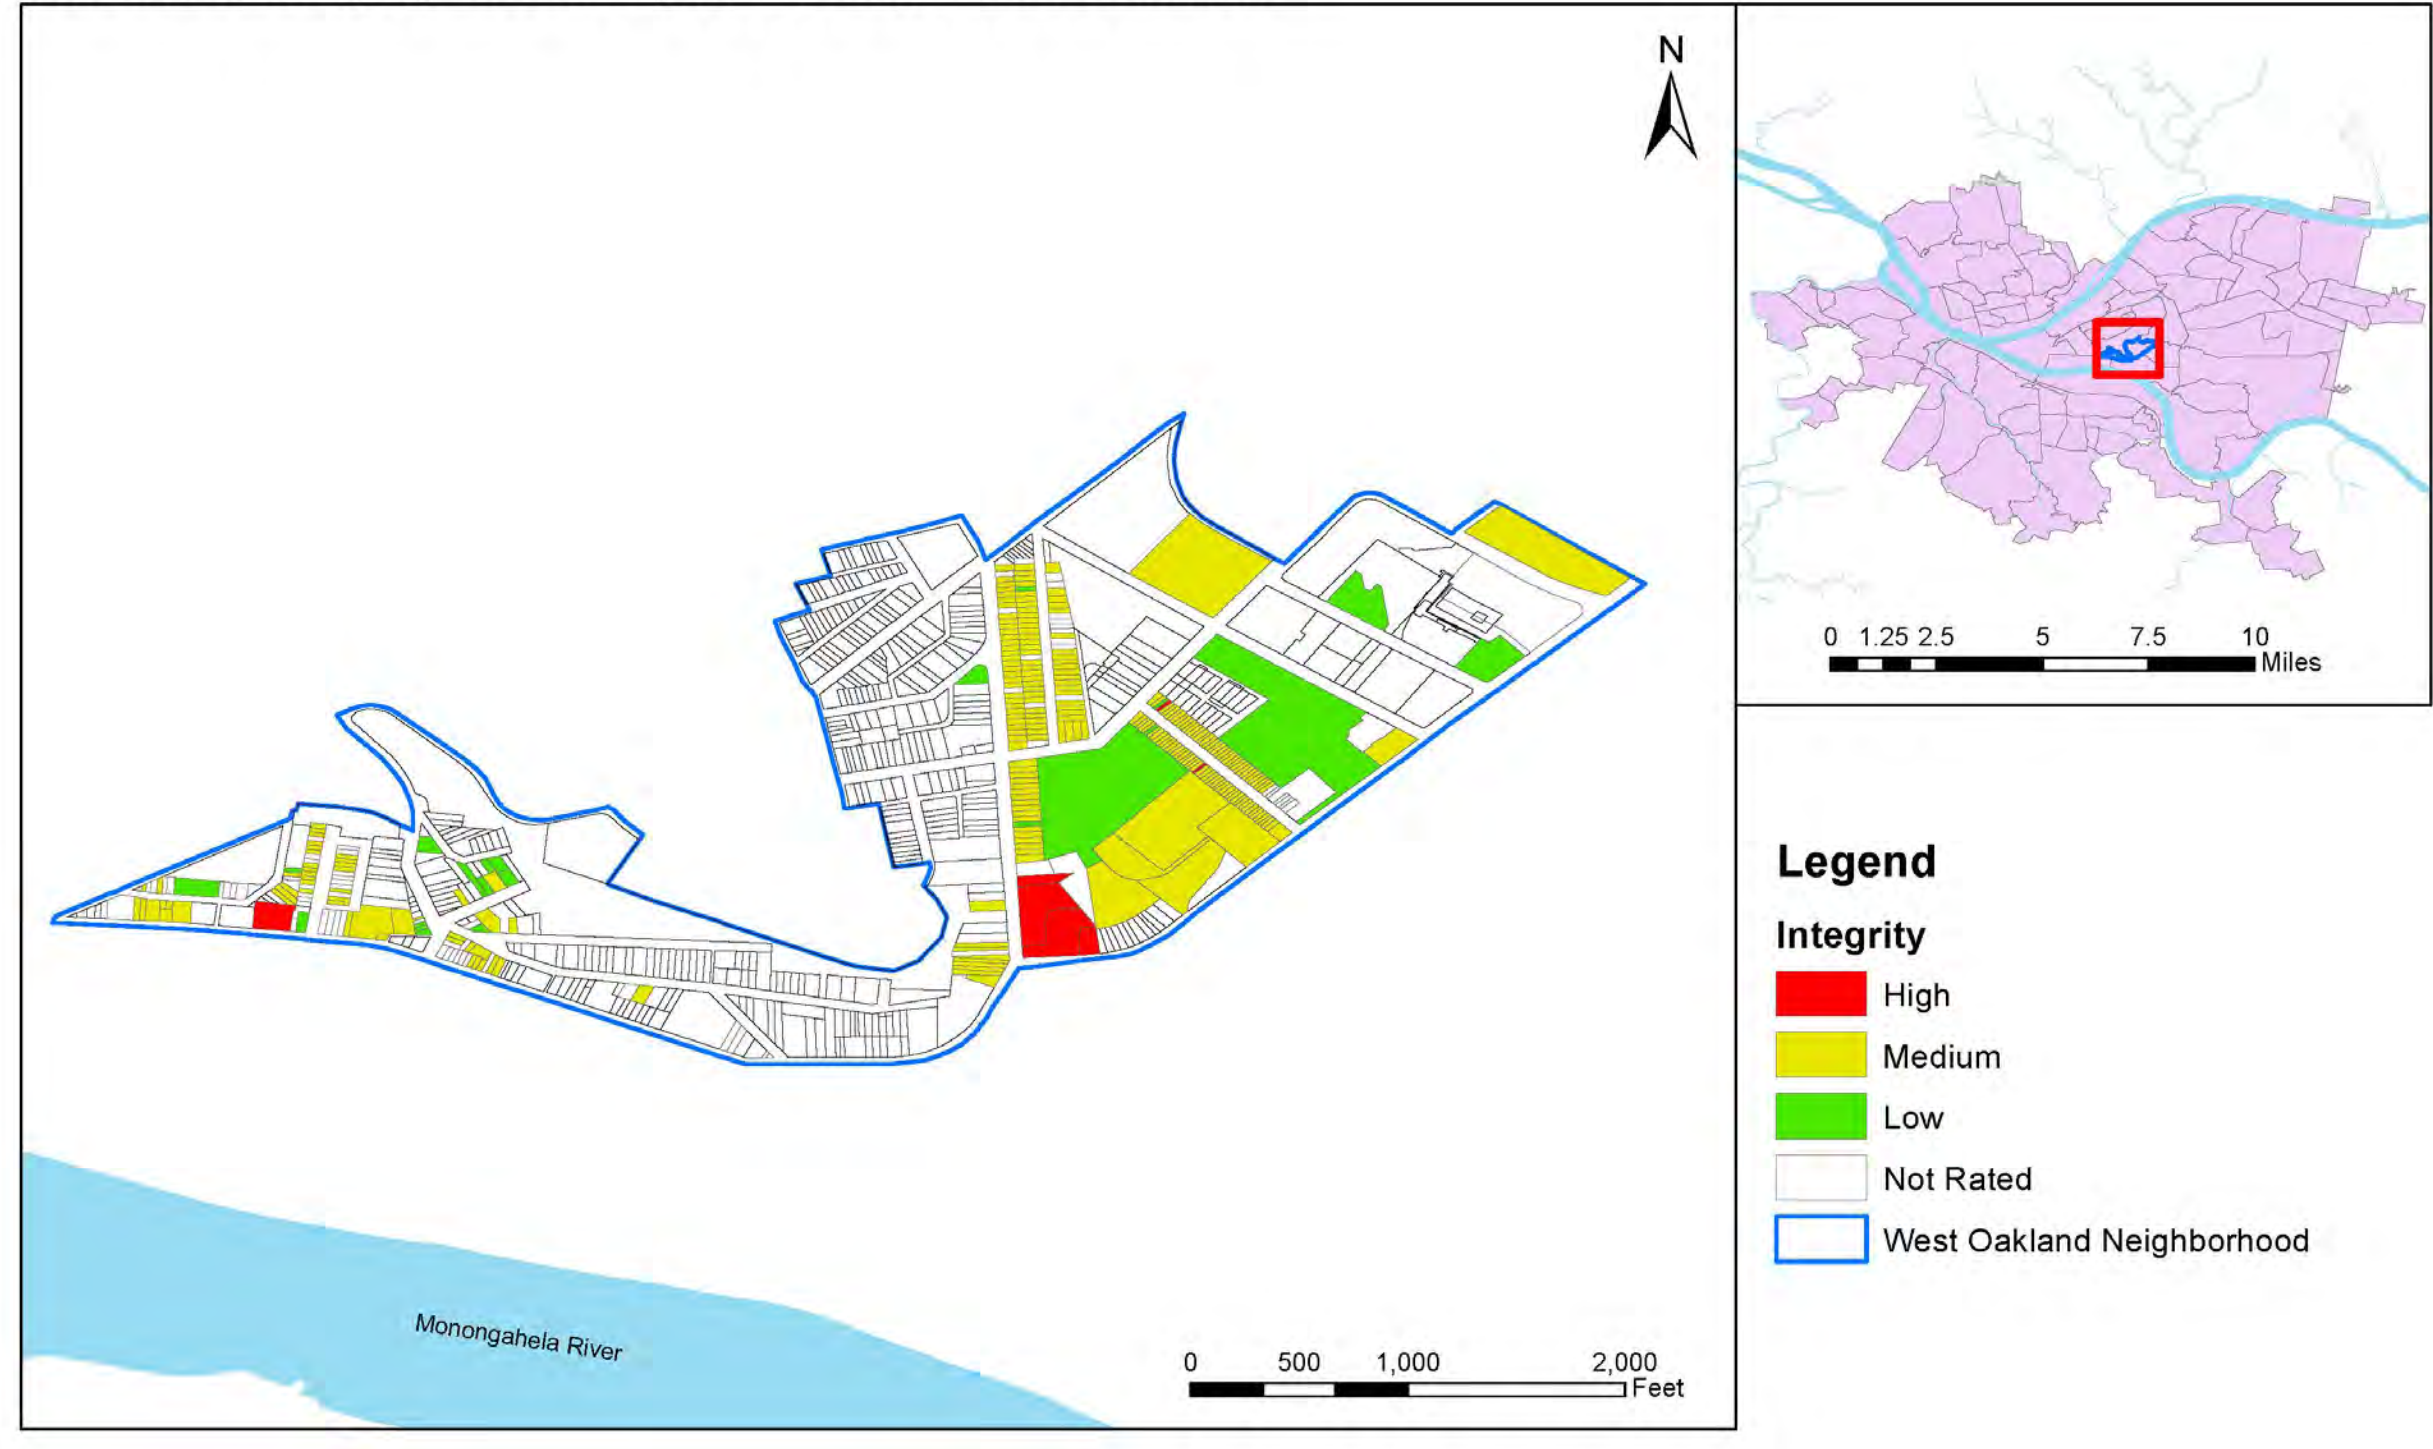 N
Monongahela River
0 500 1,000 2,000
Feet
0 1.25 2.5 5 7.5 10
Miles
Legend
Integrity
High
Medium
Low
Not Rated
West Oakland Neighborhood